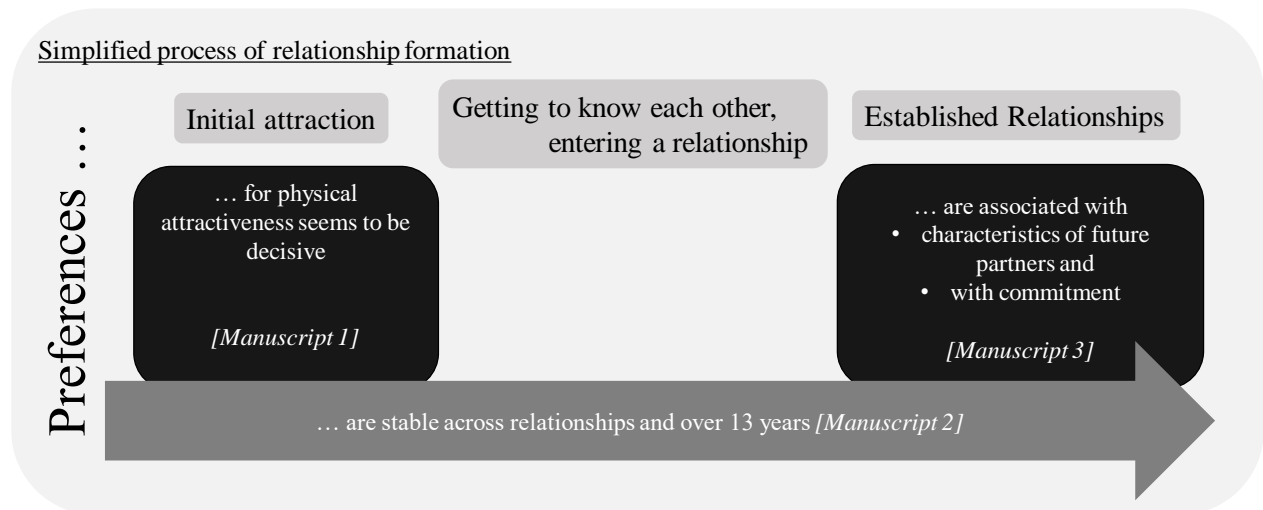 Simplified process of relationship formation
Preferences …
Initial attraction
Getting to know each other,
entering a relationship
Established Relationships
… for physical
attractiveness seems to be
decisive
[Manuscript 1]
… are associated with
• characteristics of future
partners and
• with commitment
[Manuscript 3]
… are stable across relationships and over 13 years [Manuscript 2]